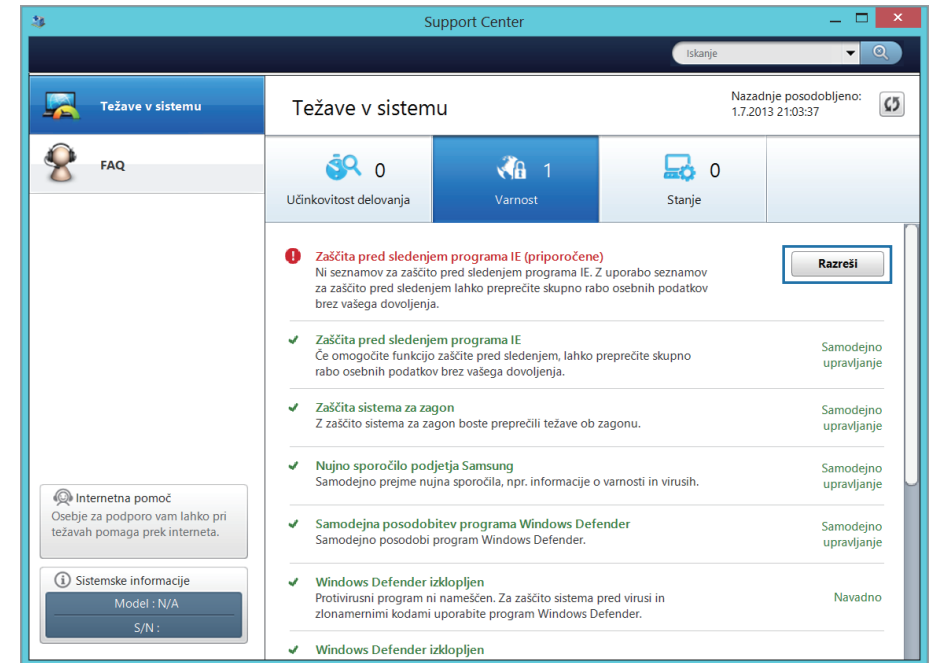 Support Center
Iskanje
Težave v sistemu
FAQ
Težave v sistemu
Nazadnje posodobljeno:
1.7.2013 21:03:37
0
Učinkovitost delovanja
1
Varnost
0
Stanje
Zaščita pred sledenjem programa IE (priporočene)
Ni seznamov za zaščito pred sledenjem programa IE. Z uporabo seznamov
za zaščito pred sledenjem lahko preprečite skupno rabo osebnih podatkov
brez vašega dovoljenja.
Razreši
Zaščita pred sledenjem programa IE
Če omogočite funkcijo zaščite pred sledenjem, lahko preprečite skupno
rabo osebnih podatkov brez vašega dovoljenja.
Samodejno
upravljanje
Zaščita sistema za zagon
Z zaščito sistema za zagon boste preprečili težave ob zagonu.
Samodejno
upravljanje
Nujno sporočilo podjetja Samsung
Samodejno prejme nujna sporočila, npr. informacije o varnosti in virusih.
Samodejno
upravljanje
Samodejna posodobitev programa Windows Defender
Samodejno posodobi program Windows Defender.
Samodejno
upravljanje
Windows Defender izklopljen
Protivirusni program ni nameščen. Za zaščito sistema pred virusi in
zlonamernimi kodami uporabite program Windows Defender.
Navadno
Windows Defender izklopljen
Internetna pomoč
Osebje za podporo vam lahko pri
težavah pomaga prek interneta.
Sistemske informacije
Model : N/A
S/N :